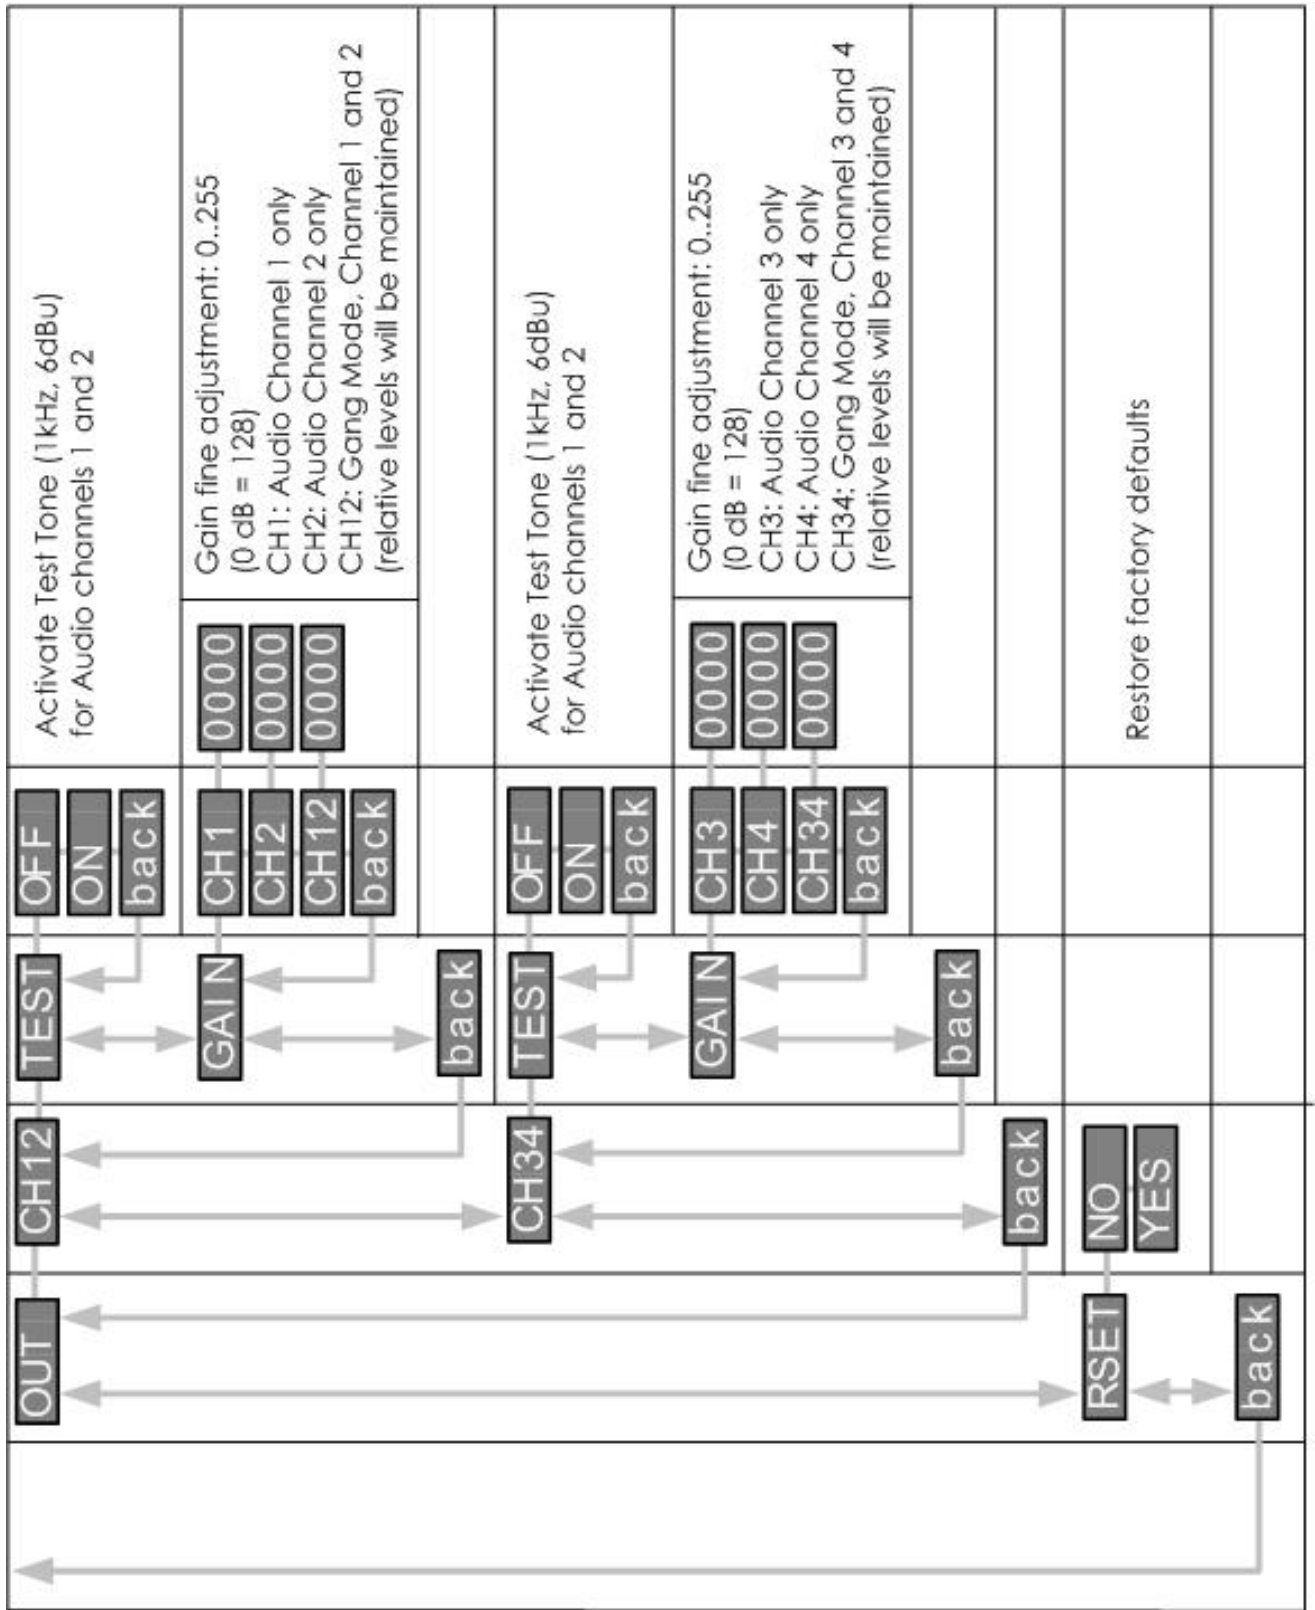 OUT
CH12
TEST
OFF
ON
back
Activate Test Tone (1kHz, 6dBu)
for Audio channels 1 and 2
GAIN
CH1
0000
CH2
0000
CH12
0000
back
Gain fine adjustment: 0..255
(0 dB = 128)
CH1: Audio Channel 1 only
CH2: Audio Channel 2 only
CH12: Gang Mode, Channel 1 and 2
(relative levels will be maintained)
back
CH34
TEST
OFF
ON
back
Activate Test Tone (1kHz, 6dBu)
for Audio channels 1 and 2
GAIN
CH3
0000
CH4
0000
CH34
0000
back
Gain fine adjustment: 0..255
(0 dB = 128)
CH3: Audio Channel 3 only
CH4: Audio Channel 4 only
CH34: Gang Mode, Channel 3 and 4
(relative levels will be maintained)
back
back
RSET
NO
YES
Restore factory defaults
back